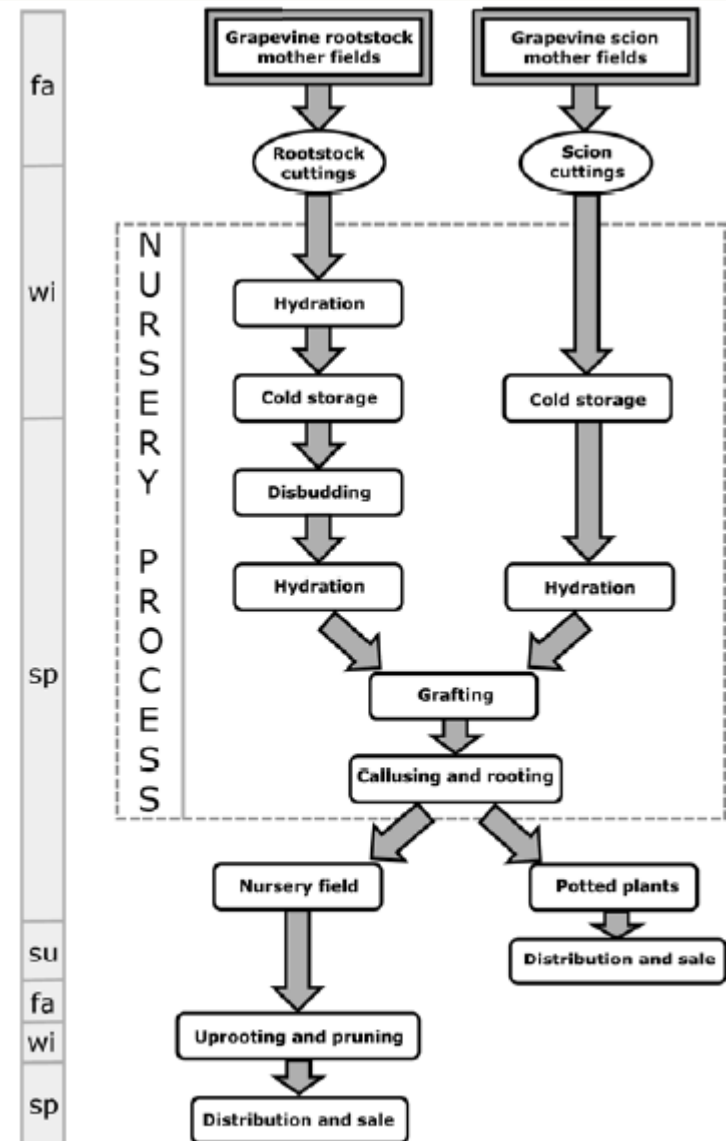 fa
wi
sp
su
fa
wi
sp
Grapevine rootstock
mother fields
Grapevine scion
mother fields
Rootstock
cuttings
Scion
cuttings
NURSERY PROCESS
Hydration
Cold storage
Cold storage
Disbudding
Hydration
Hydration
Grafting
Callusing and rooting
Nursery field
Potted plants
Distribution and sale
Uprooting and pruning
Distribution and sale